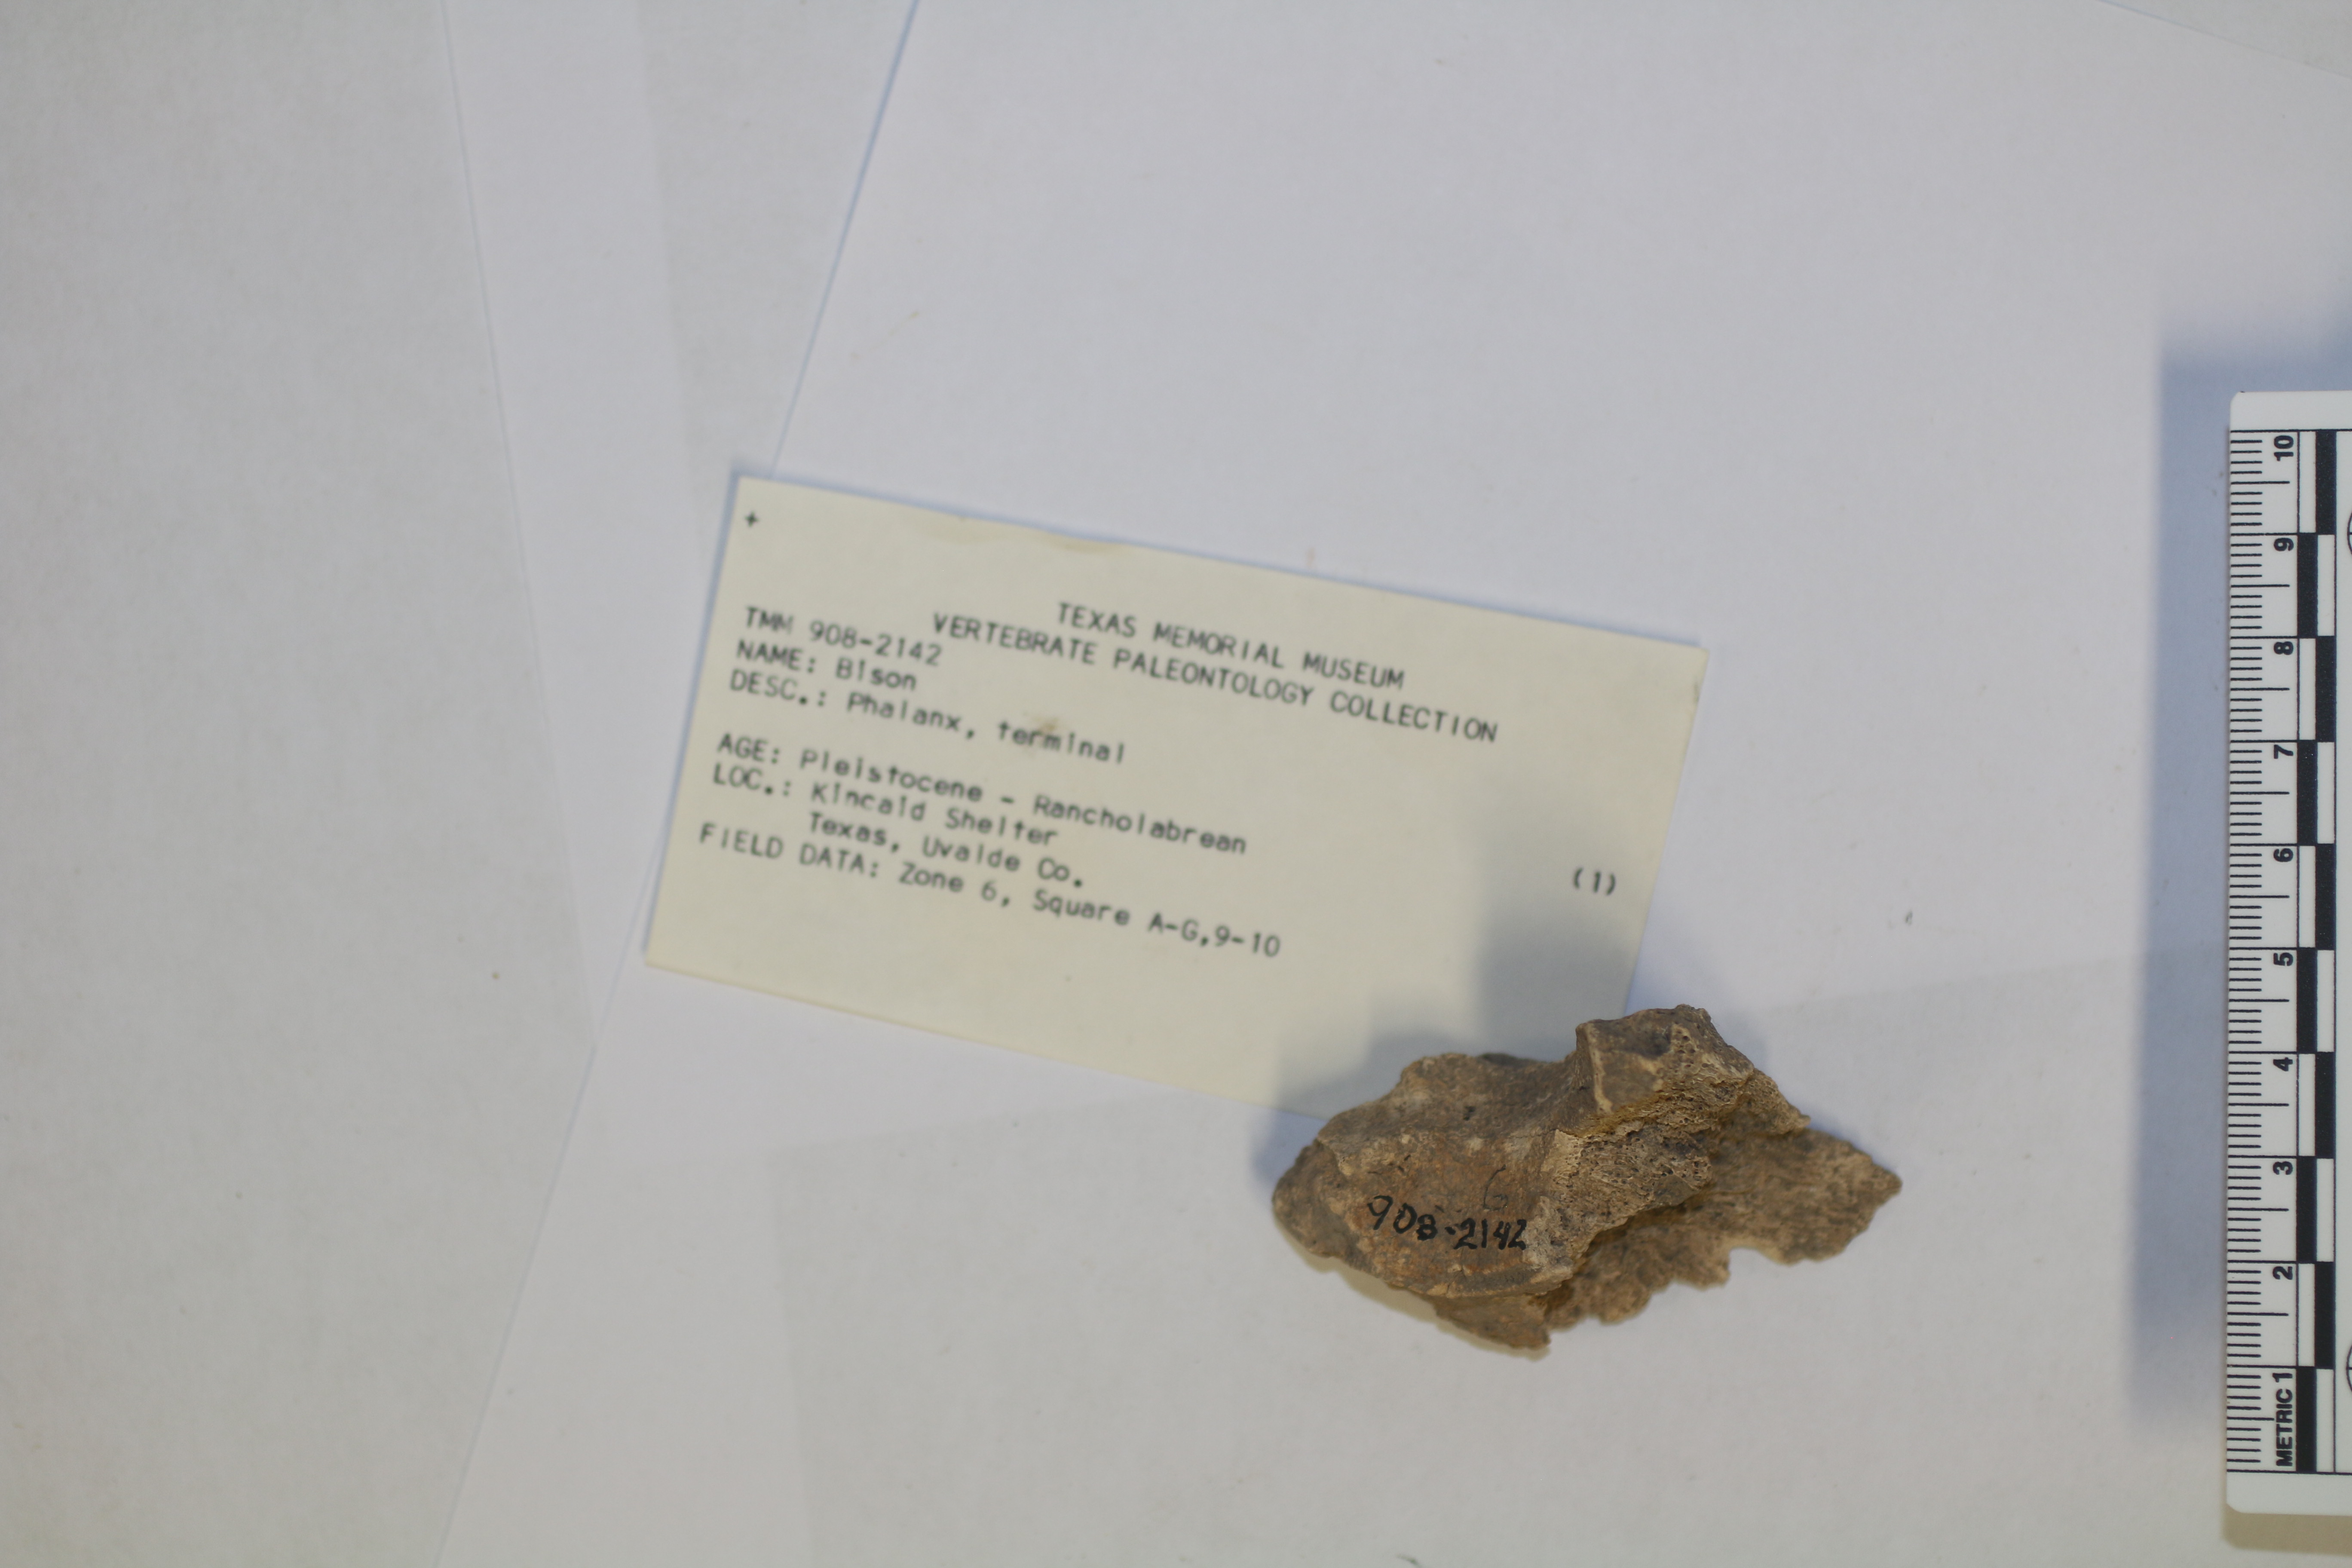 +
TEXAS MEMORIAL MUSEUM
VERTEBRATE PALEONTOLOGY COLLECTION
TMM 908-2142
NAME: Bison
DESC.: Phalanx, terminal
AGE: Pleistocene - Rancholabrean
LOC.: Kincaid Shelter
Texas, Uvalde Co.
FIELD DATA: Zone 6, Square A-G,9-10
(1)
6
908-2142
METRIC 1 2 3 4 5 6 7 8 9 10